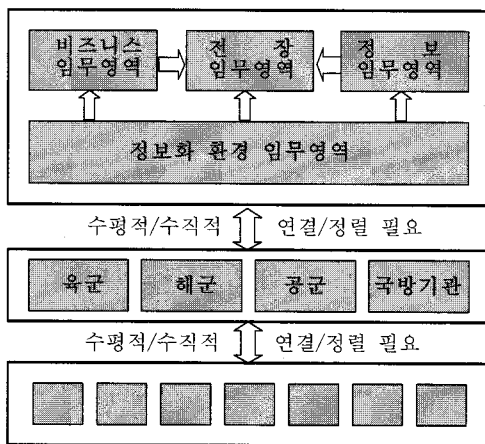 비즈니스 임무영역
전 장 임무영역
정 보 임무영역
정보화 환경 임무영역
수평적/수직적 연결/정렬 필요
육군 해군 공군 국방기관
수평적/수직적 연결/정렬 필요